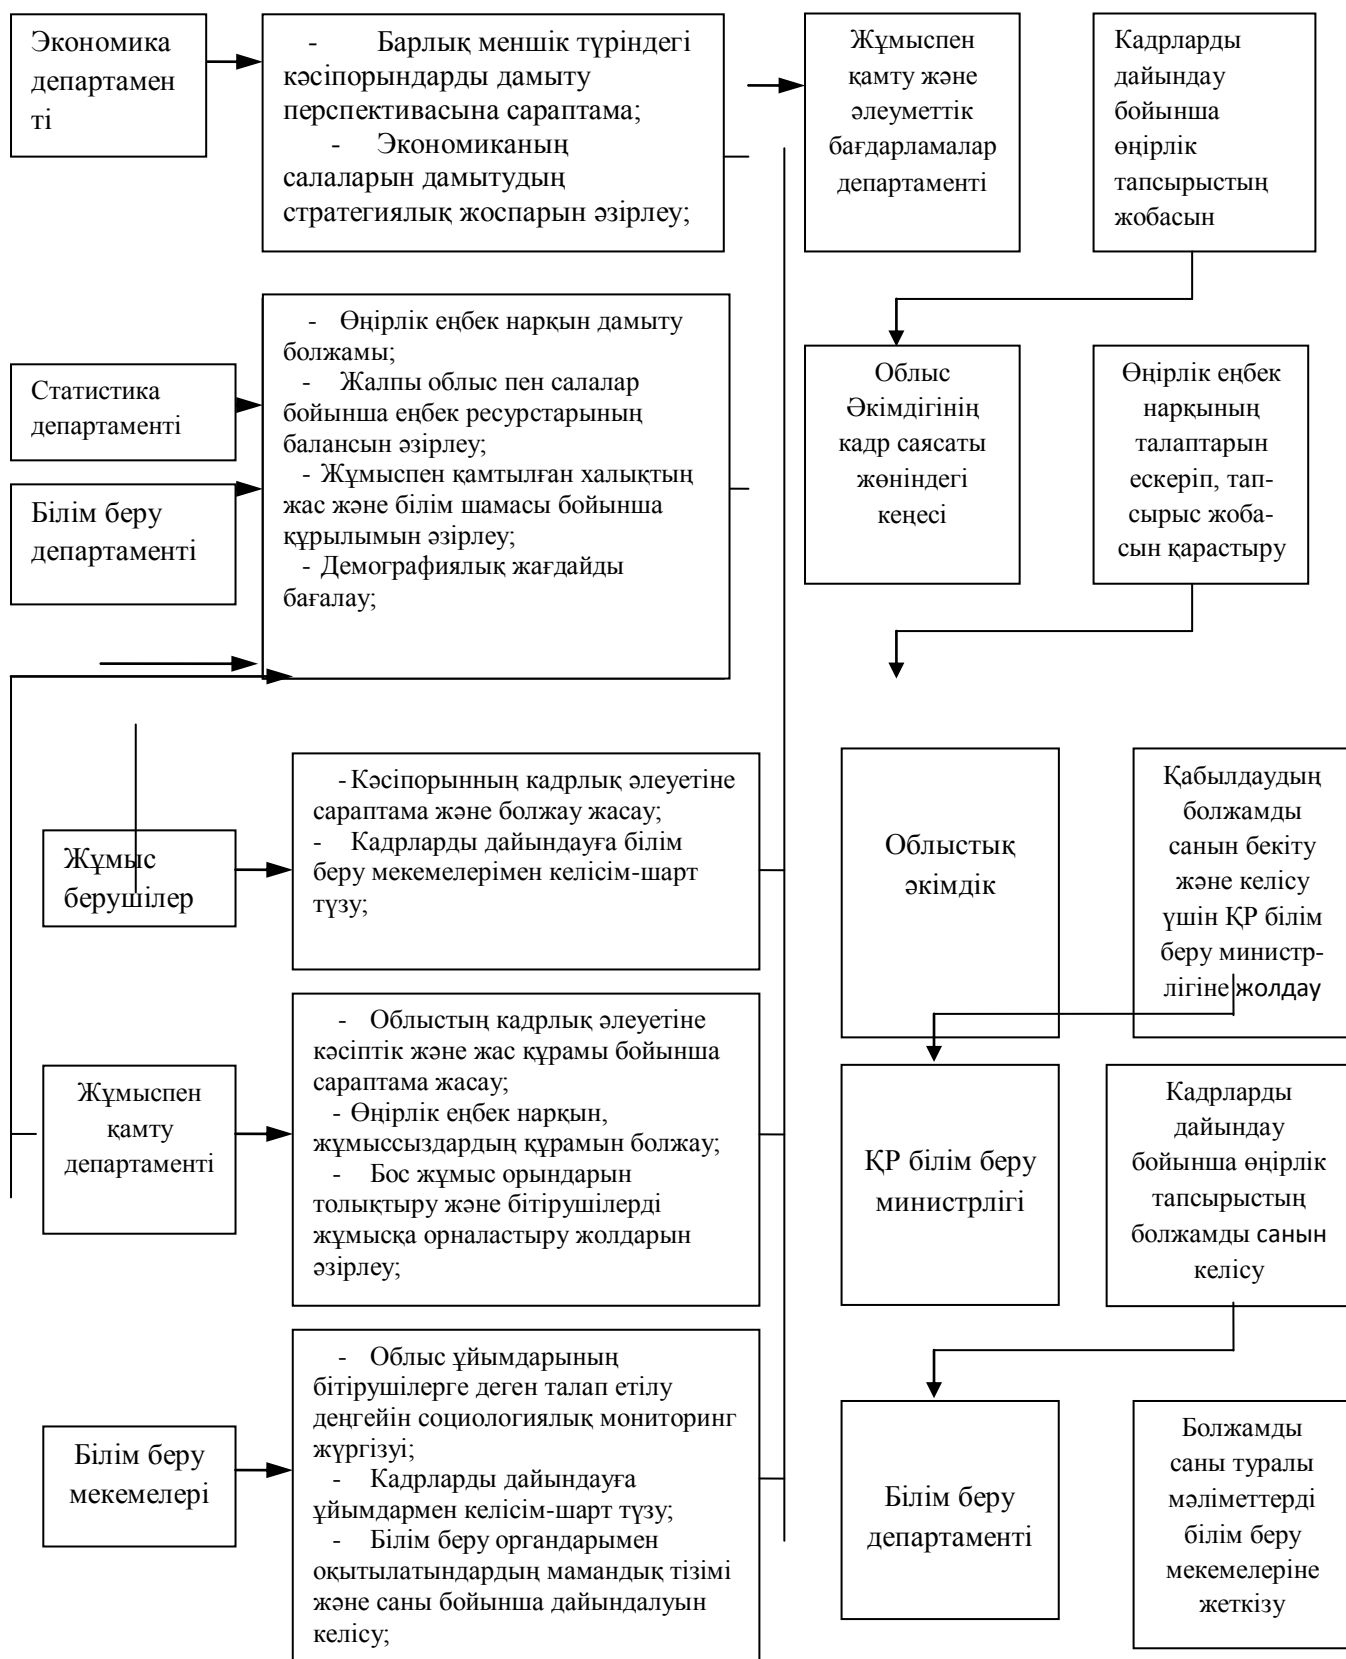 Экономика
департамен
ті
- Барлық меншік түріндегі
кәсіпорындарды дамыту
перспективасына сараптама;
- Экономиканың
салаларын дамытудың
стратегиялық жоспарын әзірлеу;
Жұмыспен
қамту және
әлеуметтік
бағдарламалар
департаменті
Кадрларды
дайындау
бойынша
өңірлік
тапсырыстың
жобасын
Статистика
департаменті
Білім беру
департаменті
- Өңірлік еңбек нарқын дамыту
болжамы;
- Жалпы облыс пен салалар
бойынша еңбек ресурстарының
балансын әзірлеу;
- Жұмыспен қамтылған халықтың
жас және білім шамасы бойынша
құрылымын әзірлеу;
- Демографиялық жағдайды
бағалау;
Облыс
Әкімдігінің
кадр саясаты
жөніндегі
кеңесі
Өңірлік еңбек
нарқының
талаптарын
ескеріп, тап-
сырыс жоба-
сын қарастыру
Жұмыс
берушілер
- Кәсіпорынның кадрлық әлеуетіне
сараптама және болжау жасау;
- Кадрларды дайындауға білім
беру мекемелерімен келісім-шарт
түзу;
Облыстық
әкімдік
Қабылдаудың
болжамды
санын бекіту
және келісу
үшін ҚР білім
беру министр-
лігіне жолдау
Жұмыспен
қамту
департаменті
- Облыстың кадрлық әлеуетіне
кәсіптік және жас құрамы бойынша
сараптама жасау;
- Өңірлік еңбек нарқын,
жұмыссыздардың құрамын болжау;
- Бос жұмыс орындарын
толықтыру және бітірушілерді
жұмысқа орналастыру жолдарын
әзірлеу;
ҚР білім беру
министрлігі
Кадрларды
дайындау
бойынша өңірлік
тапсырыстың
болжамды санын
келісу
Білім беру
мекемелері
- Облыс ұйымдарының
бітірушілерге деген талап етілу
деңгейін социологиялық мониторинг
жүргізуі;
- Кадрларды дайындауға
ұйымдармен келісім-шарт түзу;
- Білім беру органдарымен
оқытылатындардың мамандық тізімі
және саны бойынша дайындалуын
келісу;
Білім беру
департаменті
Болжамды
саны туралы
мәліметтерді
білім беру
мекемелеріне
жеткізу